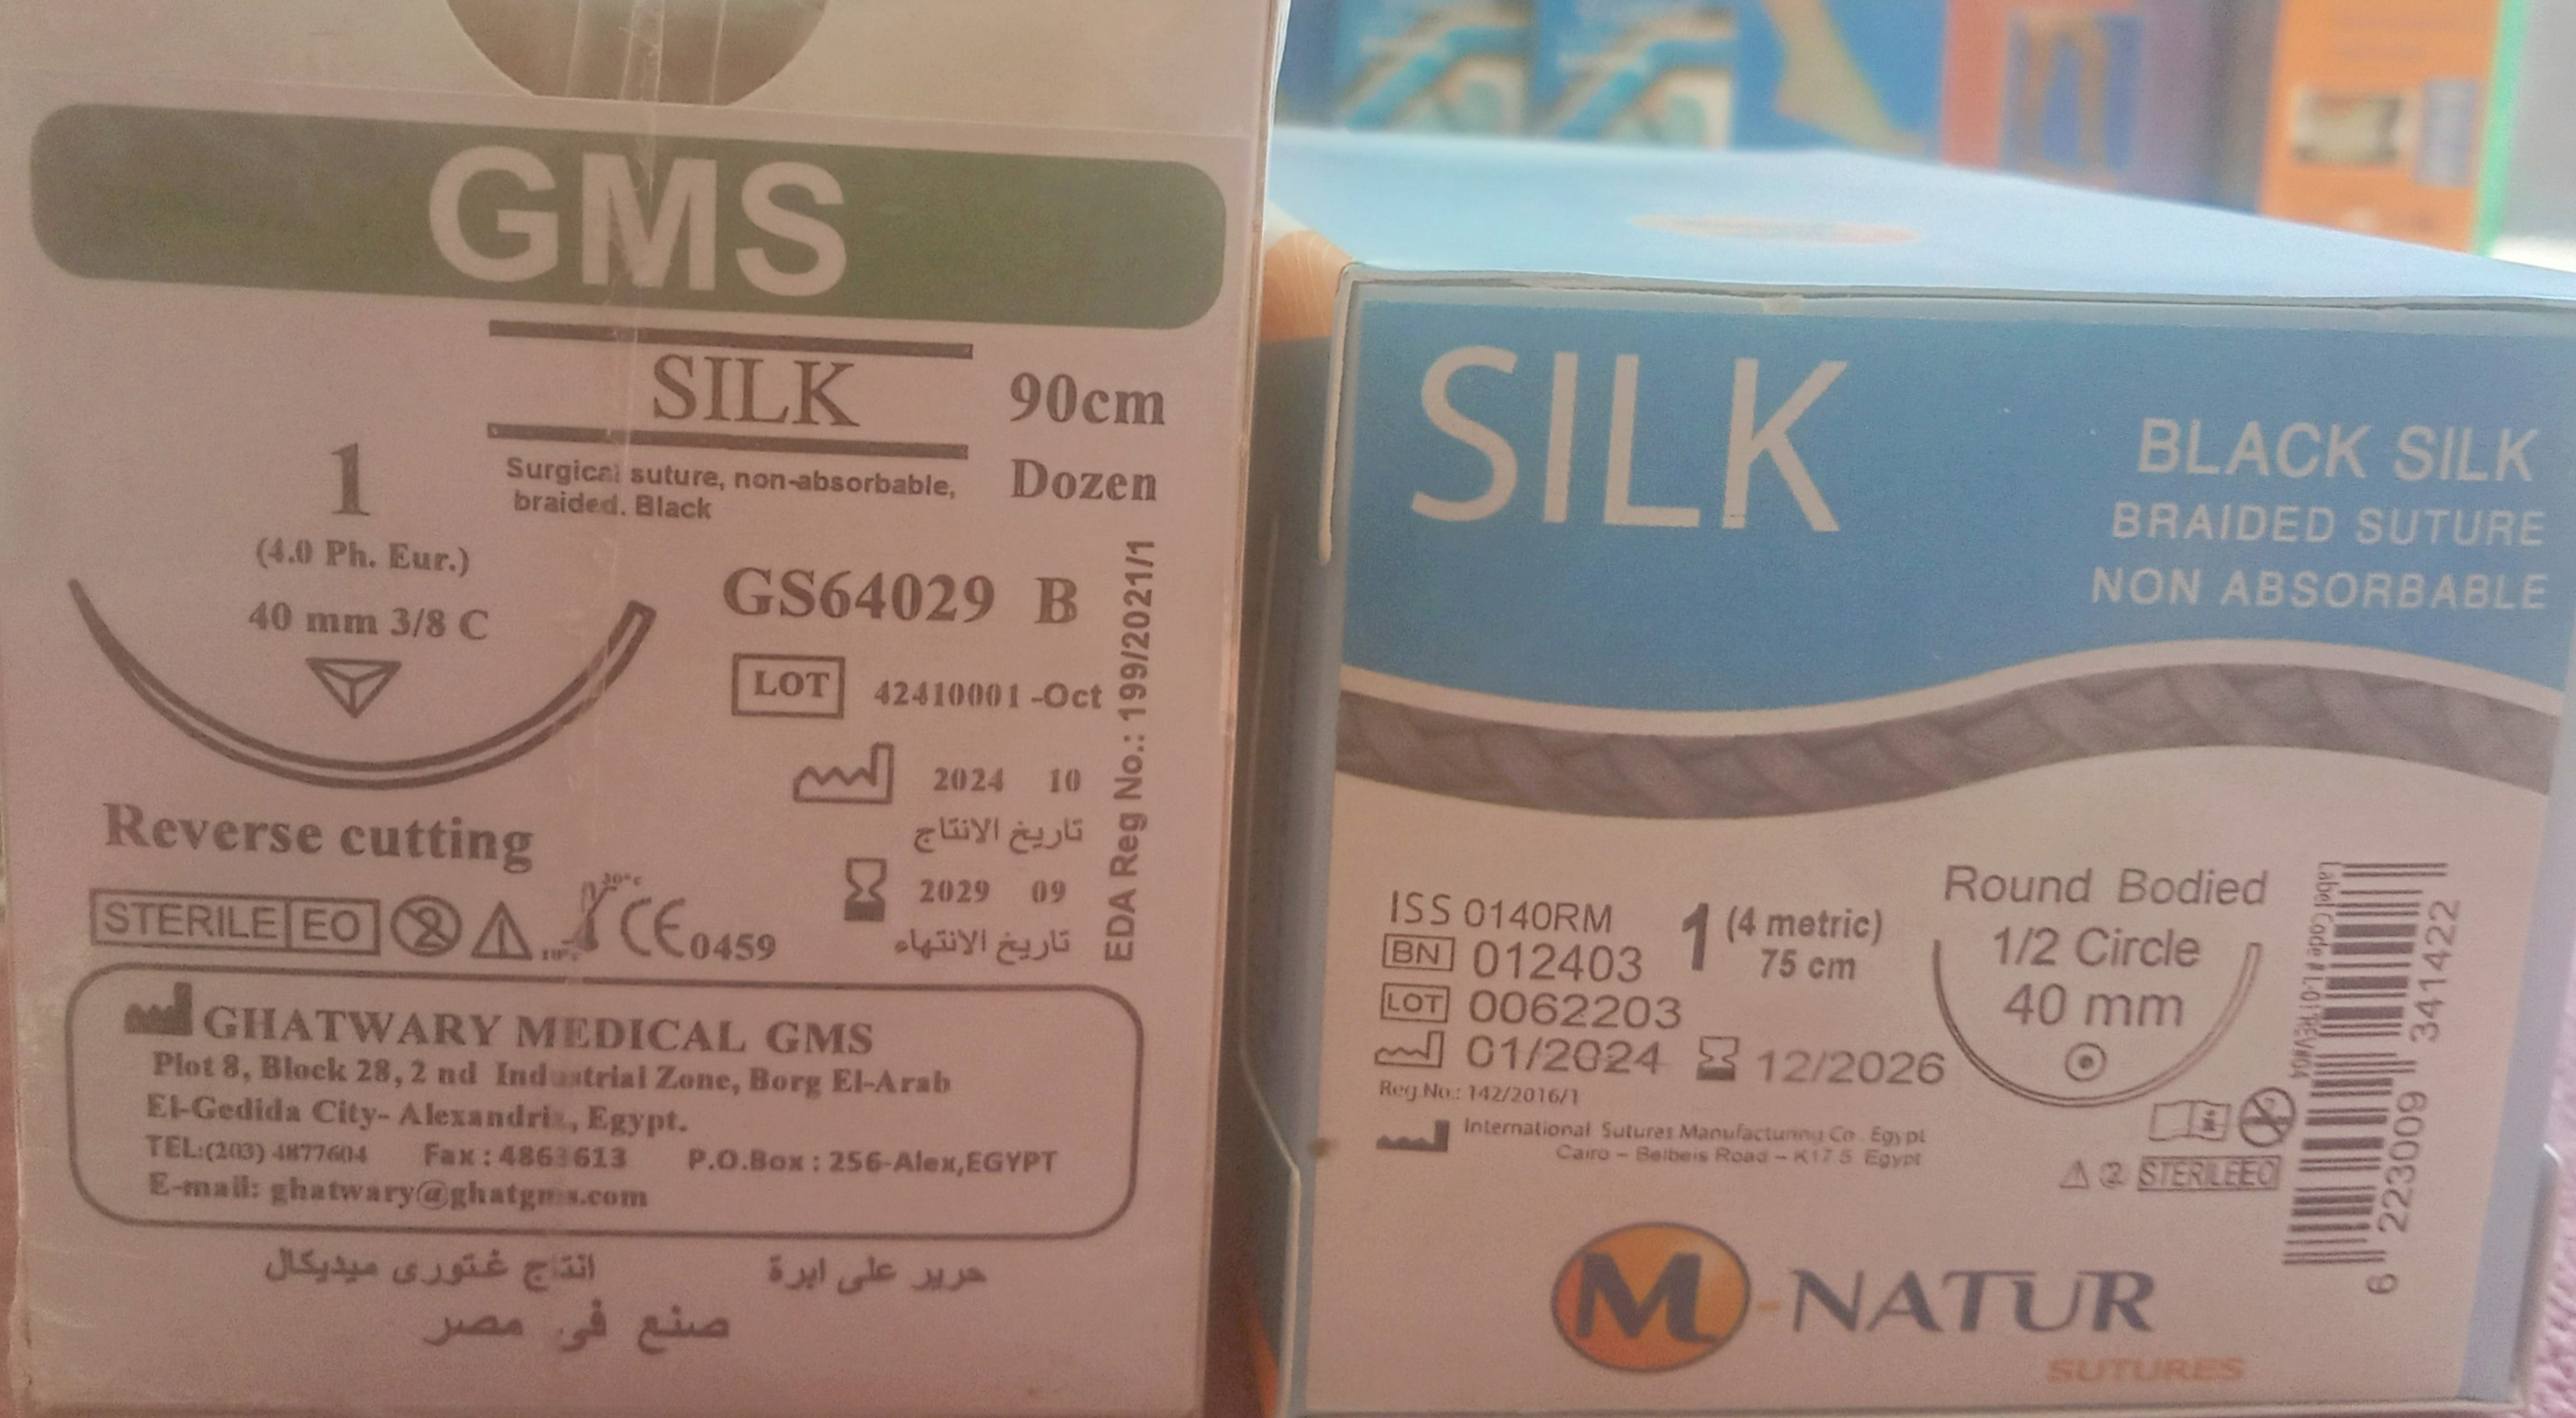 GMS
SILK
90cm
Surgical suture, non-absorbable,
braided. Black
Dozen
1
(4.0 Ph. Eur.)
40 mm 3/8 C
GS64029 B
LOT 42410001 -Oct
2024 10
تاريخ الانتاج
2029 09
تاريخ الانتهاء
EDA Reg No.: 199/2021/1
Reverse cutting
STERILE EO
2
30°c
10°c
CE 0459
GHATWARY MEDICAL GMS
Plot 8, Block 28, 2 nd Industrial Zone, Borg El-Arab
El-Gedida City- Alexandria, Egypt.
TEL:(203) 4877604 Fax : 4863613 P.O.Box : 256-Alex,EGYPT
E-mail: ghatwary@ghatgms.com
حرير على ابرة انتاج غتورى ميديكال
صنع في مصر
SILK
BLACK SILK
BRAIDED SUTURE
NON ABSORBABLE
ISS 0140RM
BN 012403
LOT 0062203
01/2024 12/2026
Reg.No.: 142/2016/1
1 (4 metric)
75 cm
Round Bodied
1/2 Circle
40 mm
International Sutures Manufacturing Co. Egypt
Cairo – Belbeis Road – K17.5 Egypt
2 STERILE EO
6 223009 341422
M-NATUR
SUTURES